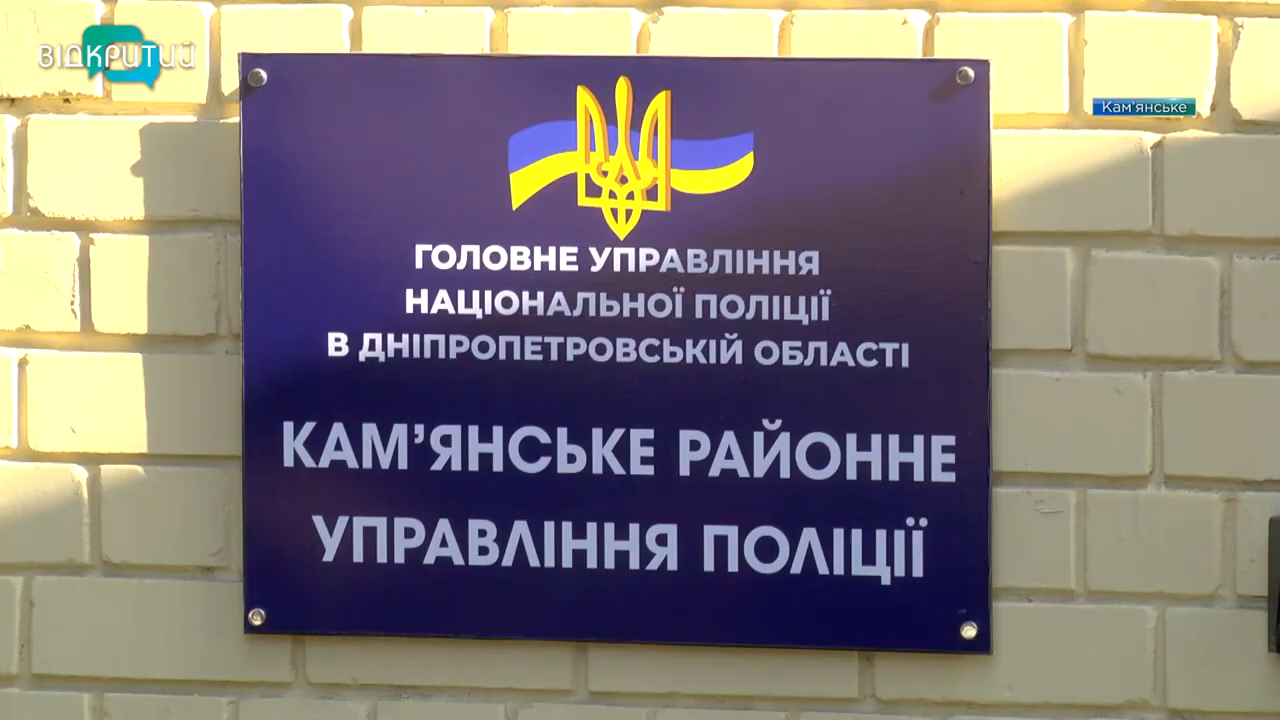 ВІДКРИТИЙ
Кам'янське
ГОЛОВНЕ УПРАВЛІННЯ
НАЦІОНАЛЬНОЇ ПОЛІЦІЇ
В ДНІПРОПЕТРОВСЬКІЙ ОБЛАСТІ
КАМ’ЯНСЬКЕ РАЙОННЕ
УПРАВЛІННЯ ПОЛІЦІЇ